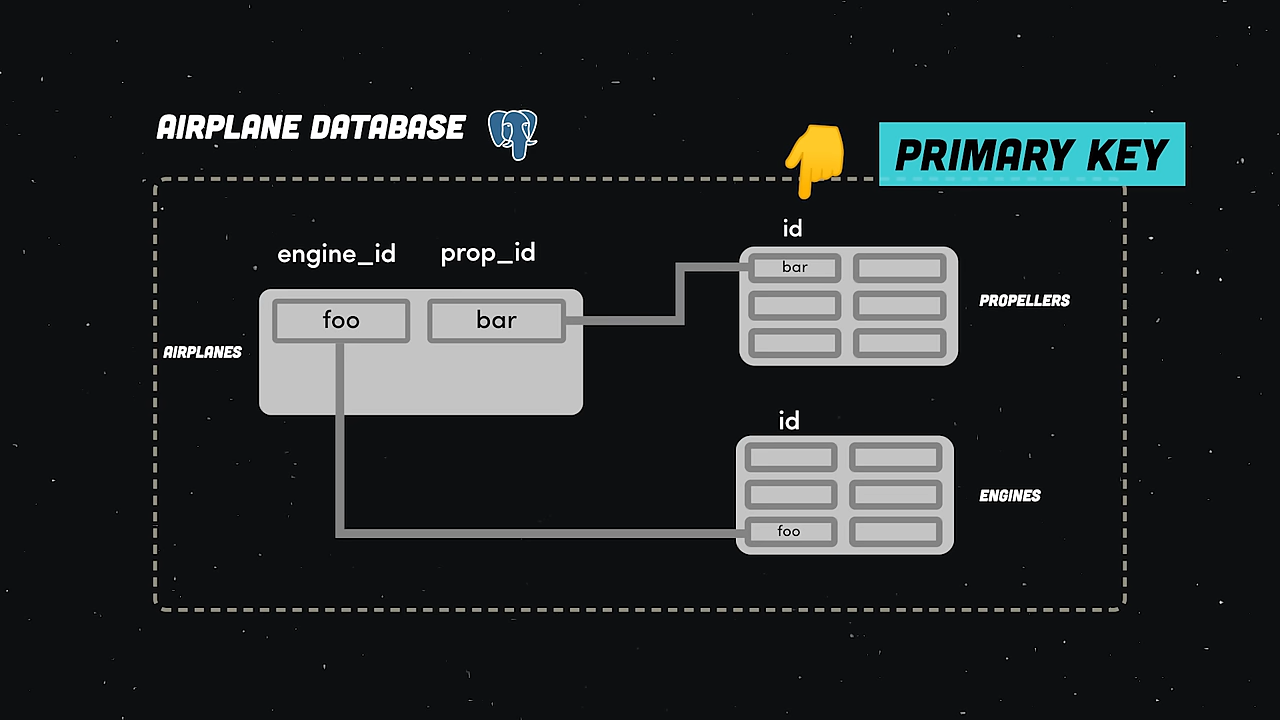 AIRPLANE DATABASE
PRIMARY KEY
id
engine_id prop_id
bar
foo bar
PROPELLERS
AIRPLANES
id
ENGINES
foo